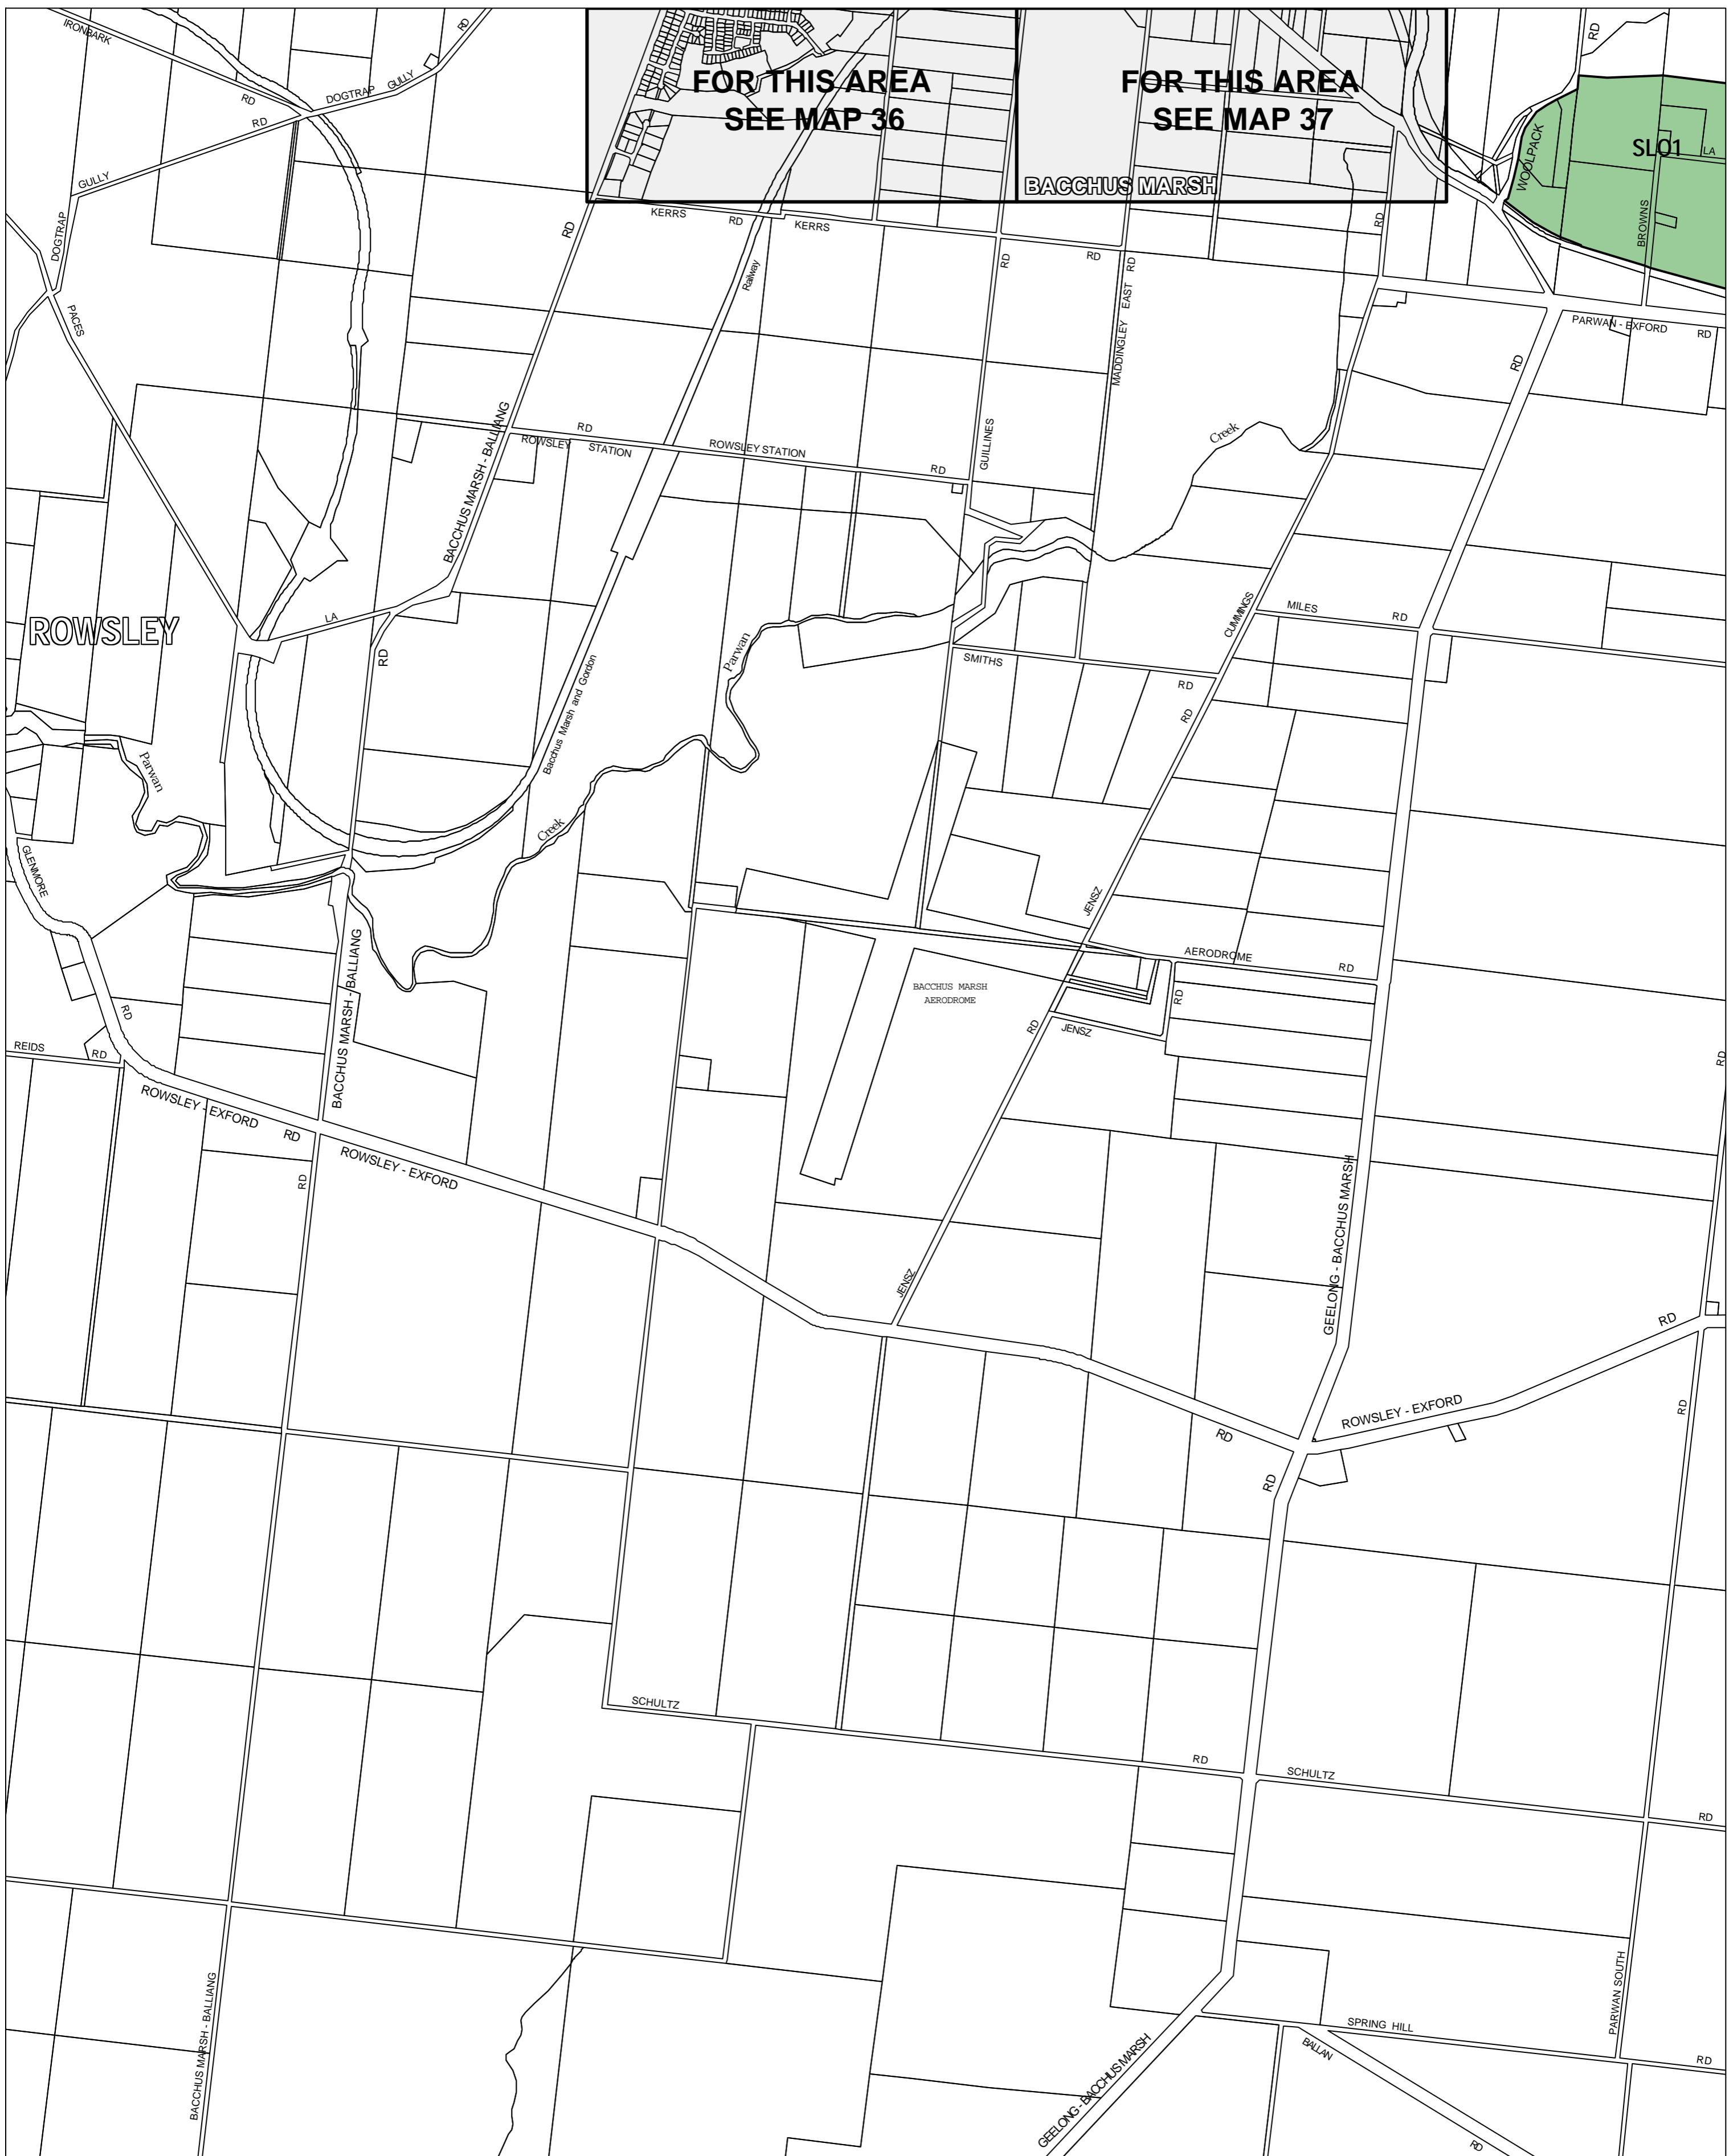 IRONBARK
RD
DOGTRAP
GULLY
RD
RD
GULLY
DOGTRAP
PACES
FOR THIS AREA
SEE MAP 36
FOR THIS AREA
SEE MAP 37
BACCHUS MARSH
RD
WOOLPACK
SLO1
LA
BROWNS
KERRS
RD
KERRS
RD
RD
RD
RD
RD
Railway
MADDINGLEY EAST
PARWAN - EXFORD
RD
RD
BACCHUS MARSH - BALLIANG
RD
ROWSLEY
STATION
ROWSLEY STATION
RD
GUILLINES
Creek
ROWSLEY
LA
RD
Parwan
Bacchus Marsh and Gordon
SMITHS
RD
RD
CUMMINGS
MILES
RD
Parwan
Creek
GLENMORE
RD
JENSZ
AERODROME
RD
BACCHUS MARSH
AERODROME
RD
RD
JENSZ
RD
BACCHUS MARSH - BALLIANG
REIDS
RD
ROWSLEY - EXFORD
RD
ROWSLEY - EXFORD
RD
JENSZ
GEELONG - BACCHUS MARSH
RD
ROWSLEY - EXFORD
RD
RD
RD
SCHULTZ
RD
SCHULTZ
RD
BACCHUS MARSH - BALLIANG
PARWAN SOUTH
SPRING HILL
RD
BALLAN
RD
GEELONG - BACCHUS MARSH